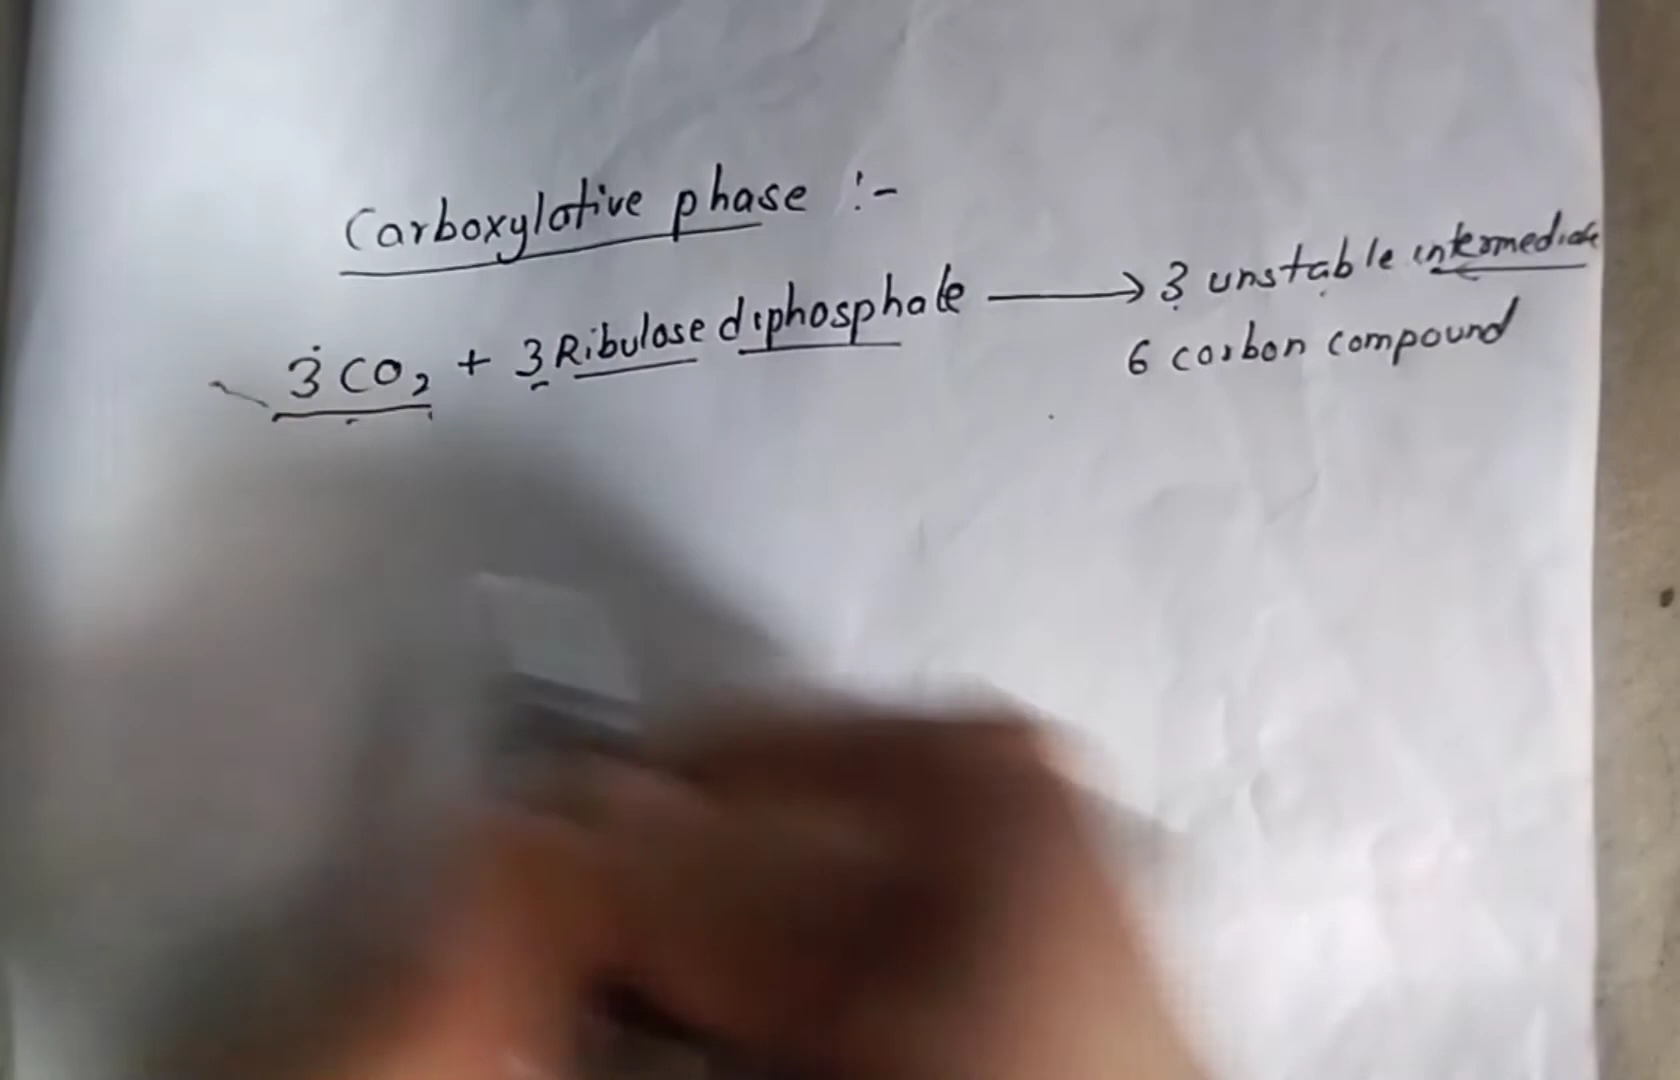 Carboxylative phase :-
3 CO2 + 3 Ribulose diphosphate → 3 unstable intermediate
6 carbon compound